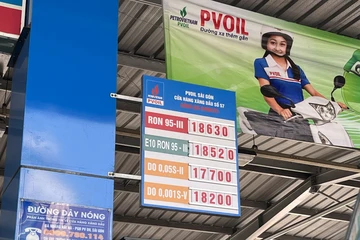 PETROVIETNAM
PVOIL
PVOIL
Đường xa thêm gần
PVOIL
PVOIL SÀI GÒN
CỬA HÀNG XĂNG DẦU SỐ 07
RON 95-III 18630
E10 RON 95-III 18520
DO 0,05S-II 17700
DO 0,001S-V 18200
ĐƯỜNG DÂY NÓNG